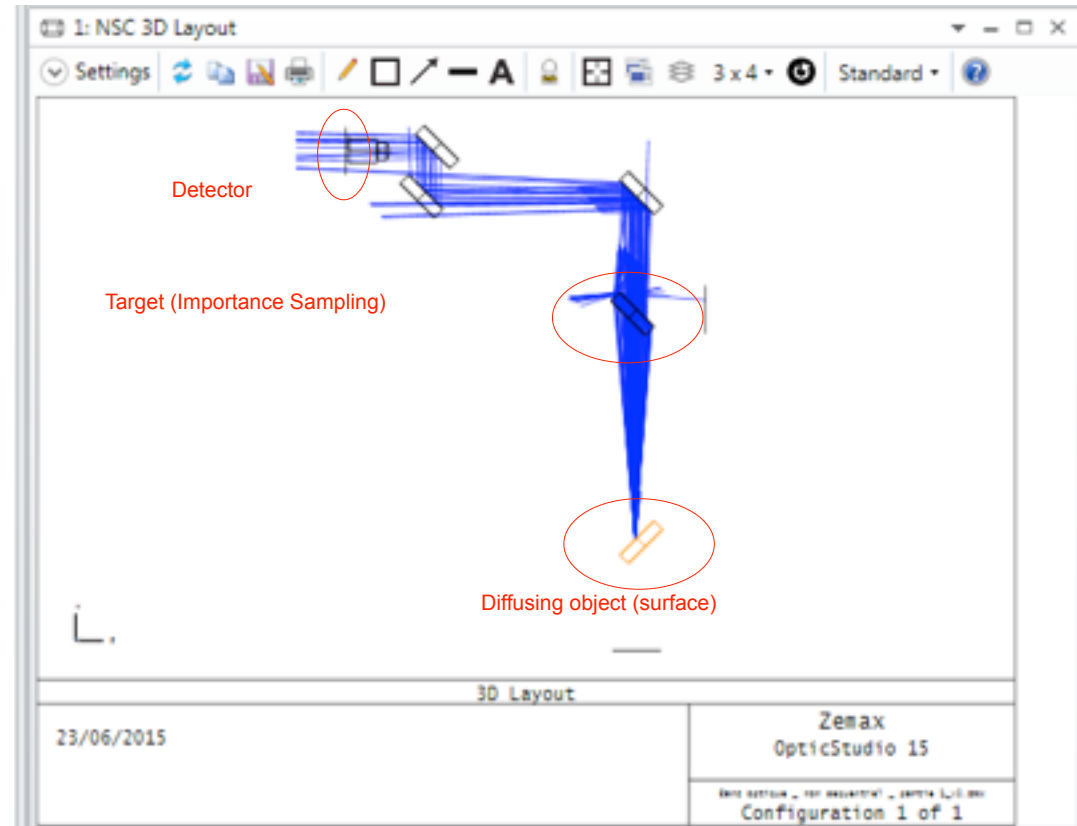 1: NSC 3D Layout
Settings A 3 x 4 Standard ?
Detector
Target (Importance Sampling)
Diffusing object (surface)
3D Layout
23/06/2015
Zemax
OpticStudio 15
Configuration 1 of 1